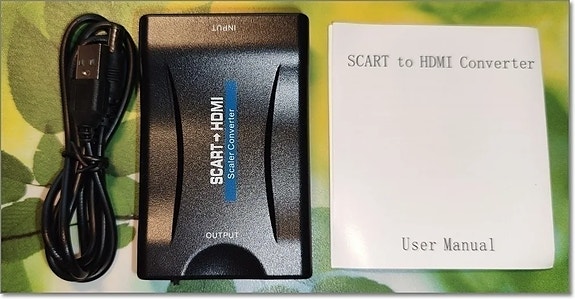 INPUT
SCART→HDMI
Scaler Converter
OUTPUT
SCART to HDMI Converter
User Manual